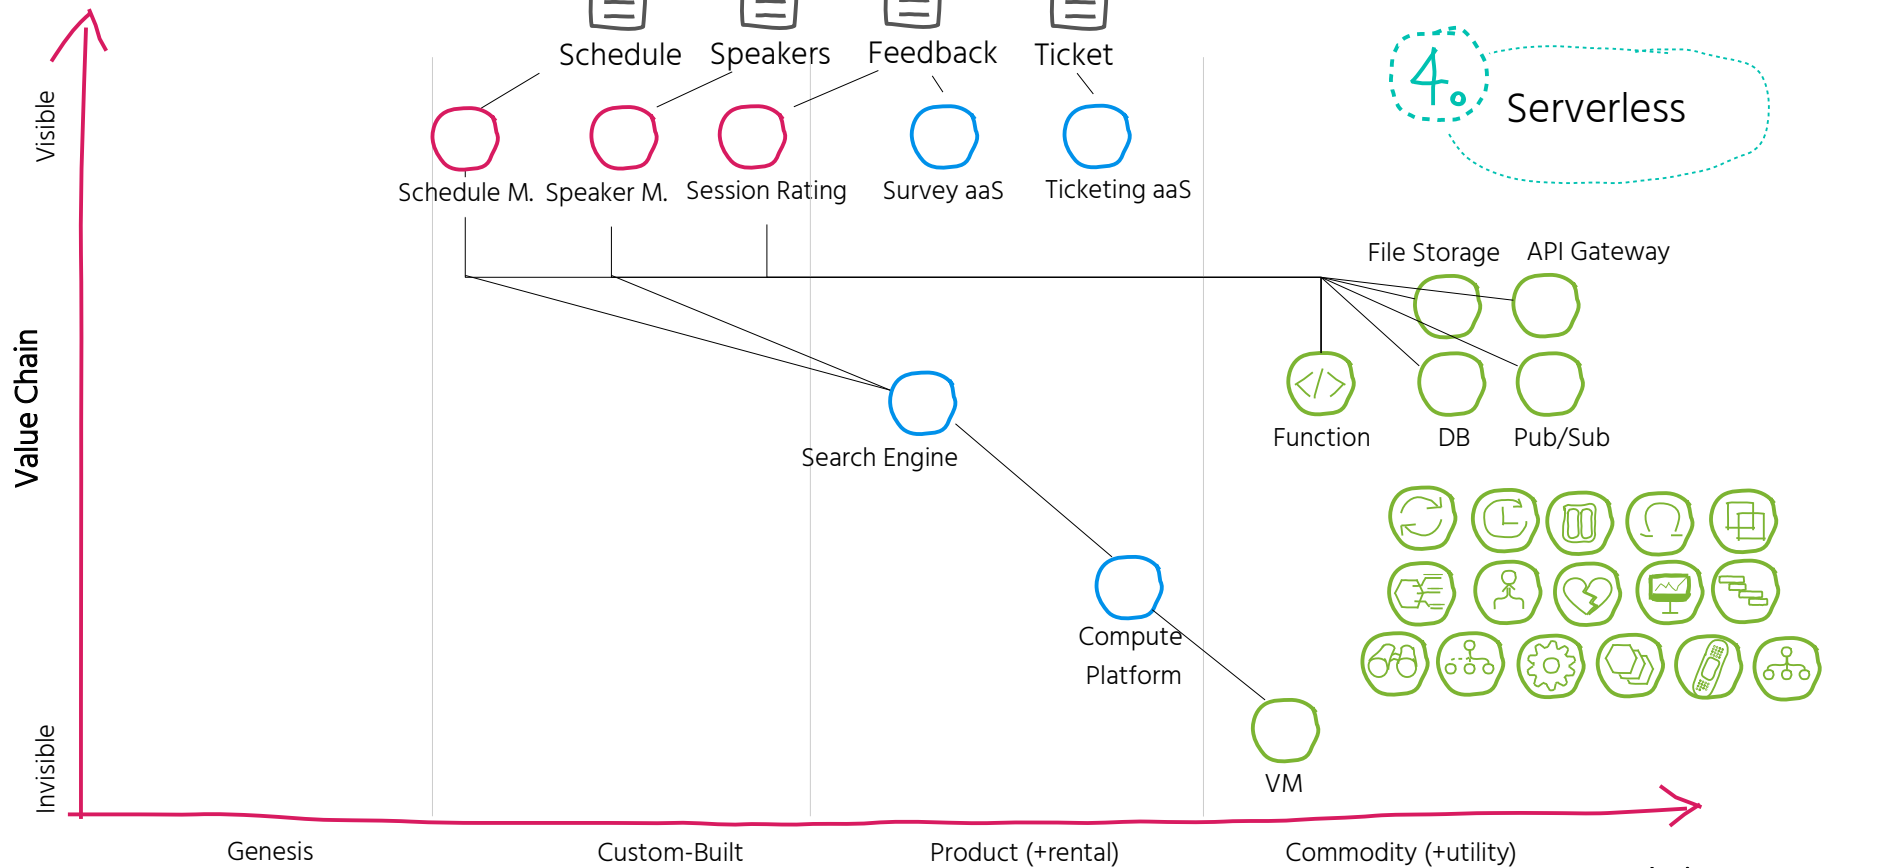 Schedule
Speakers
Feedback
Ticket
4.
Serverless
Visible
Schedule M.
Speaker M.
Session Rating
Survey aaS
Ticketing aaS
File Storage
API Gateway
</>
Function
DB
Pub/Sub
Value Chain
Search Engine
Compute
Platform
Invisible
VM
Genesis
Custom-Built
Product (+rental)
Commodity (+utility)